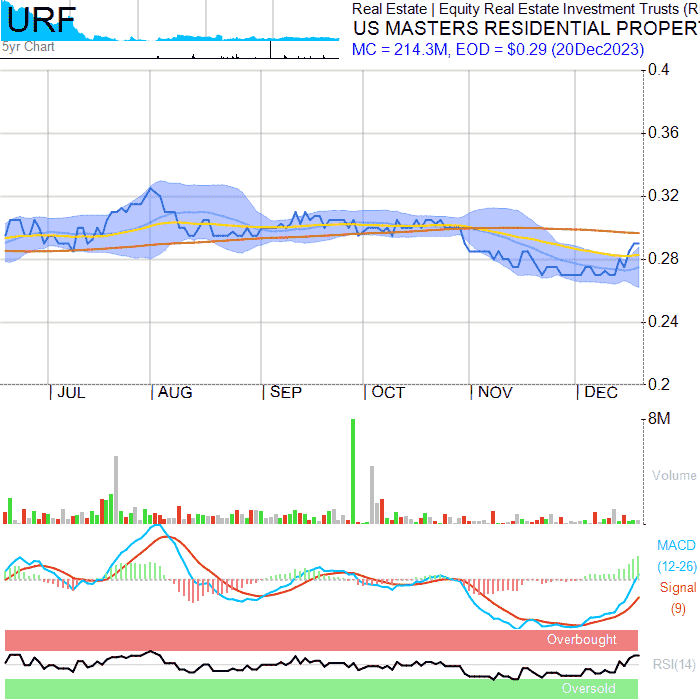 URF
5yr Chart
Real Estate | Equity Real Estate Investment Trusts (R
US MASTERS RESIDENTIAL PROPER
MC = 214.3M, EOD = $0.29 (20Dec2023)
0.4
0.36
0.32
0.28
0.24
0.2
JUL AUG SEP OCT NOV DEC
8M
Volume
MACD
(12-26)
Signal
(9)
Overbought
RSI(14)
Oversold